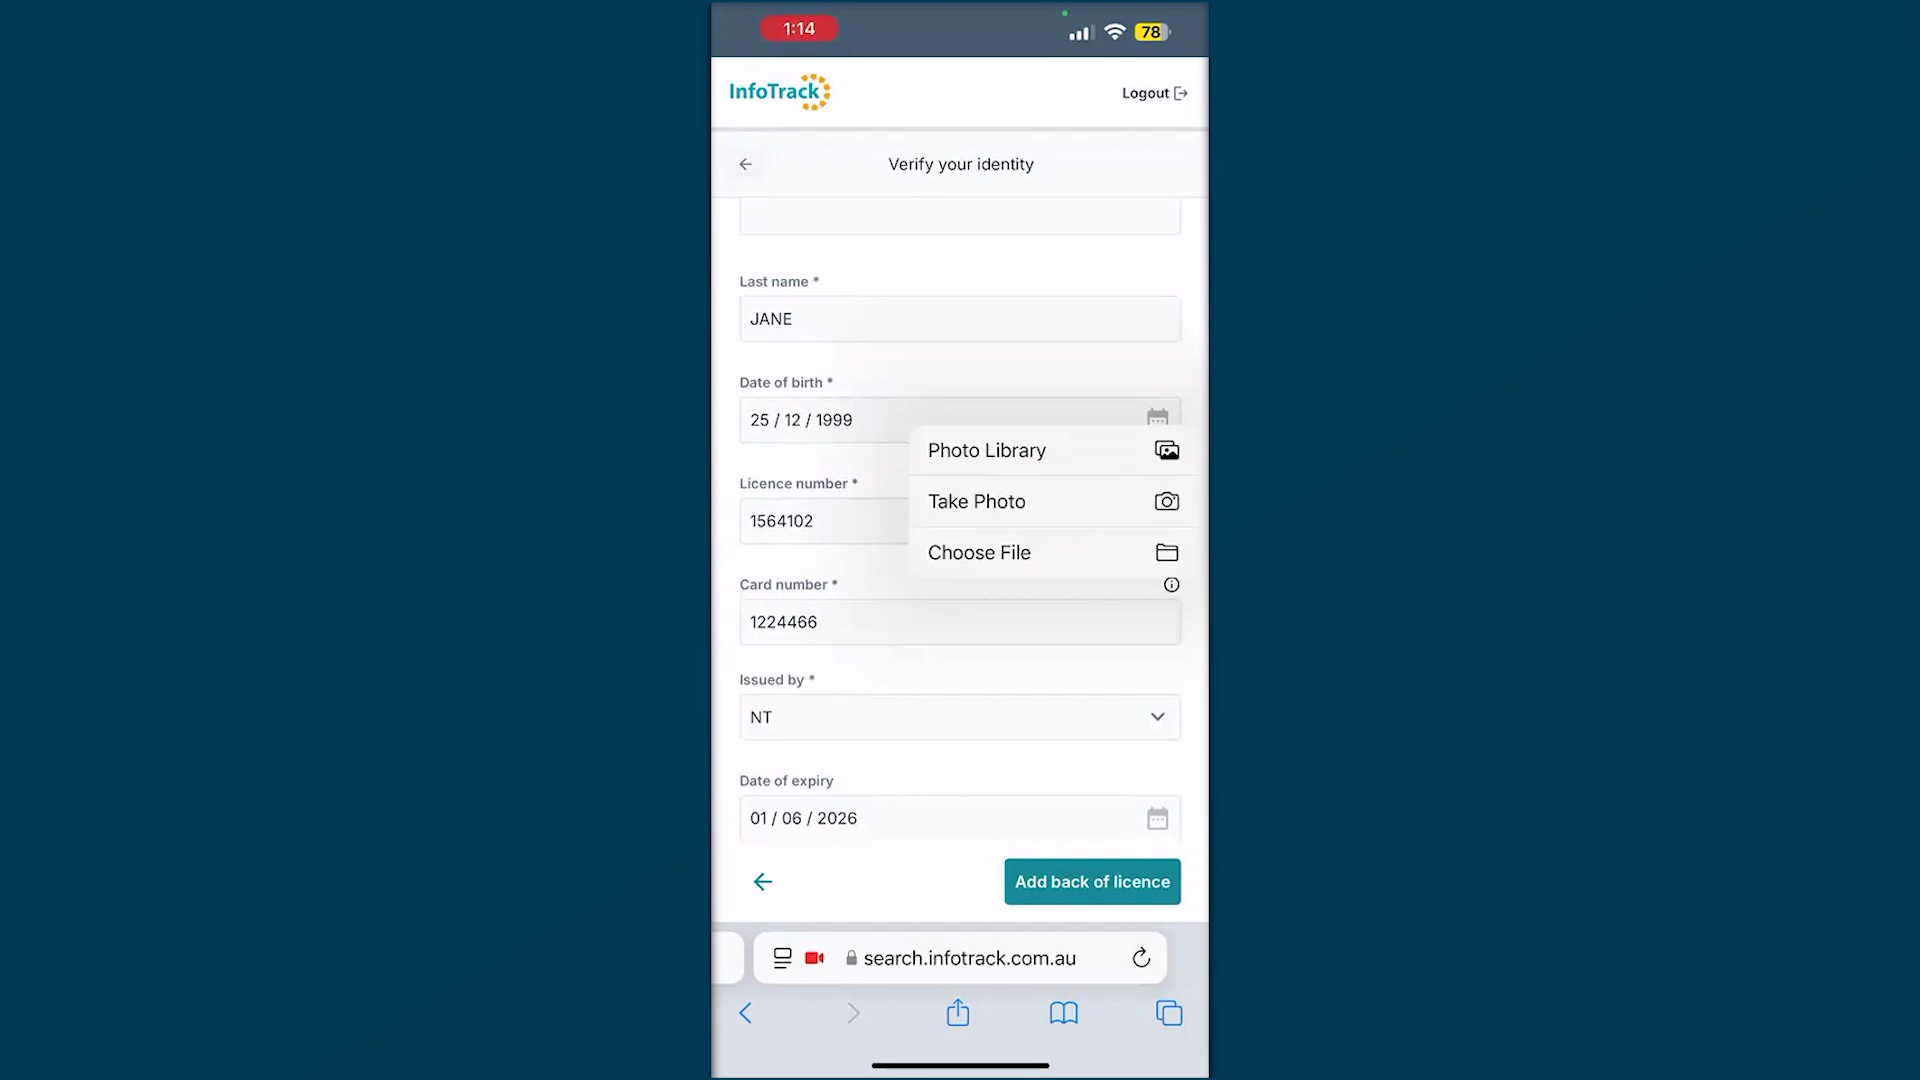 1:14
78
InfoTrack
Logout
Verify your identity
Last name *
JANE
Date of birth *
25 / 12 / 1999
Photo Library
Take Photo
Choose File
Licence number *
1564102
Card number *
1224466
Issued by *
NT
Date of expiry
01 / 06 / 2026
Add back of licence
search.infotrack.com.au